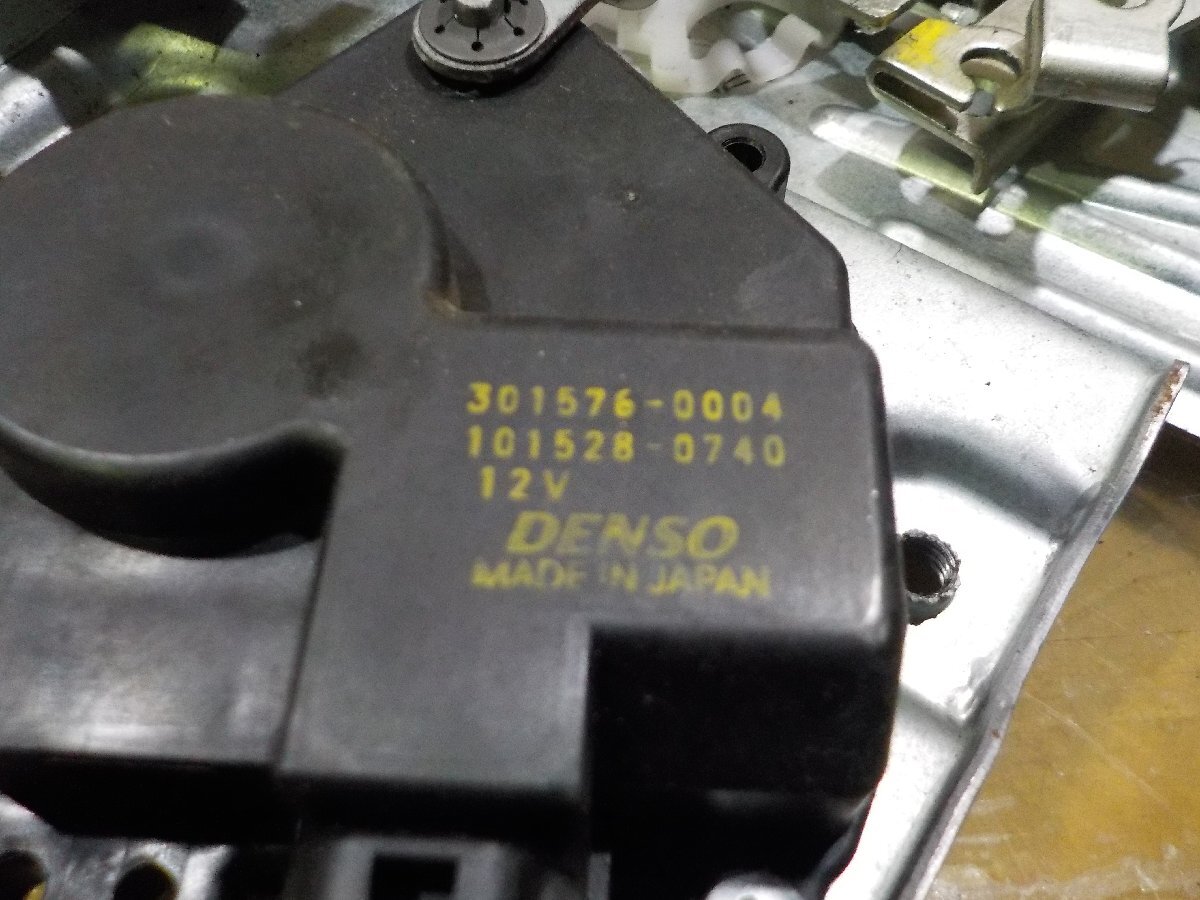 301576-0004
101528-0740
12V
DENSO
MADE IN JAPAN